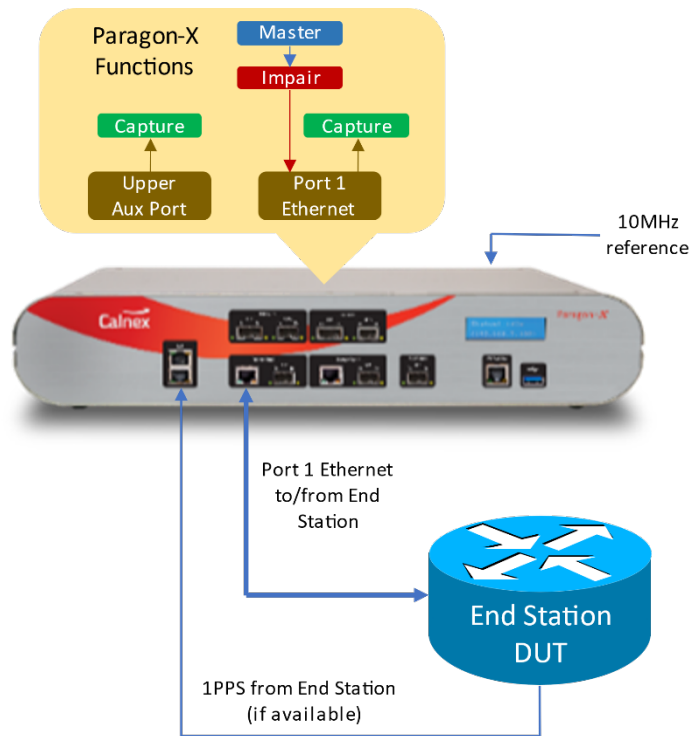 Paragon-X
Functions
Master
Impair
Capture
Capture
Upper
Aux Port
Port 1
Ethernet
10MHz
reference
Calnex
Paragon-X
Port 1 Ethernet
to/from End
Station
End Station
DUT
1PPS from End Station
(if available)